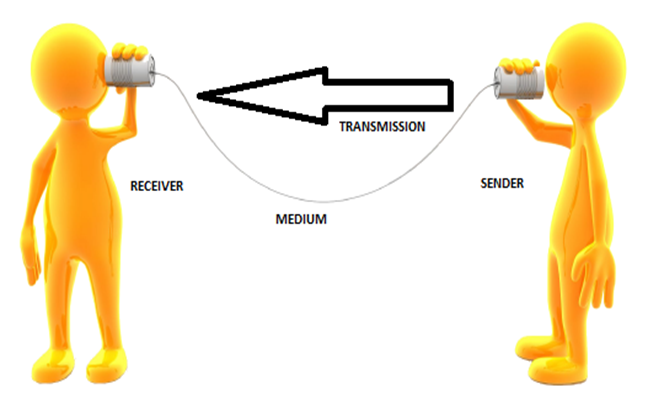 TRANSMISSION
RECEIVER
SENDER
MEDIUM